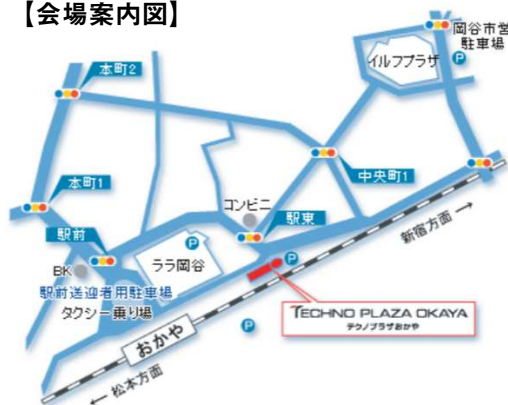 【会場案内図】
岡谷市営
駐車場
P
イルフプラザ
本町2
中央町1
本町1
コンビニ
駅東
駅前
P
ララ岡谷
P
新宿方面→
BK
駅前送迎者用駐車場
タクシー乗り場
TECHNO PLAZA OKAYA
テクノプラザおかや
P
おかや
←松本方面